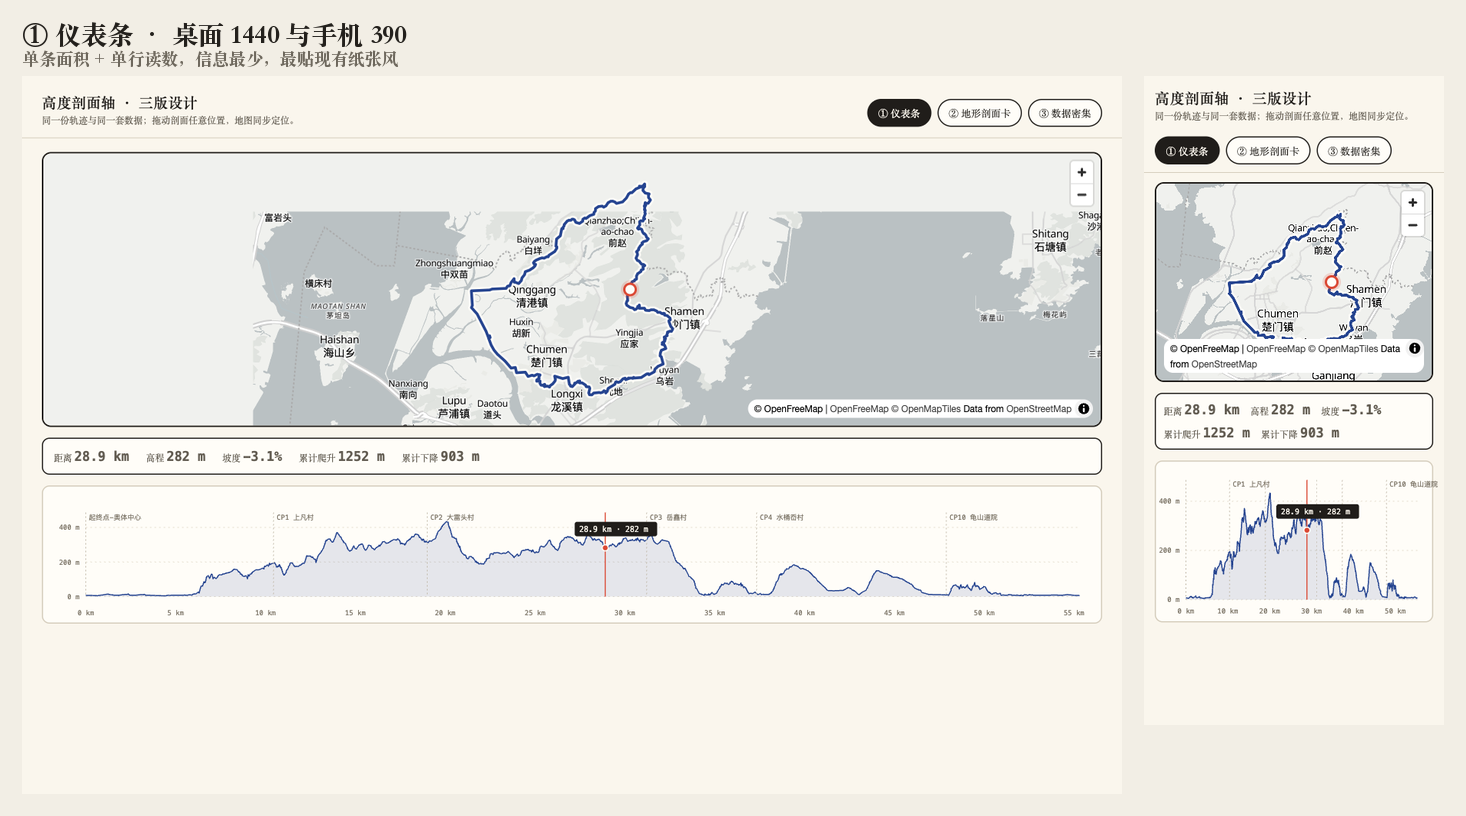 ① 仪表条 · 桌面 1440 与手机 390
单条面积 + 单行读数，信息最少，最贴现有纸张风
高度剖面轴 · 三版设计
同一份轨迹与同一套数据；拖动剖面任意位置，地图同步定位。
① 仪表条
② 地形剖面卡
③ 数据密集
+
−
富岩头
Baiyang
白垟
ao-chao
前赵
Zhongshuangmiao
中双苗
横床村
MAOTAN SHAN
茅坦岛
Qinggang
清港镇
Huxin
胡新
Haishan
海山乡
Chumen
楚门镇
Yingjia
应家
Shamen
沙门镇
Nanxiang
南向
Lupu
芦浦镇
Daotou
道头
Longxi
龙溪镇
乌岩
Shitang
石塘镇
落星山
梅花屿
© OpenFreeMap | OpenFreeMap © OpenMapTiles Data from OpenStreetMap
距离 28.9 km 高程 282 m 坡度 −3.1% 累计爬升 1252 m 累计下降 903 m
起终点-奥体中心 CP1 上凡村 CP2 大雷头村 CP3 岳嘉村 CP4 水桶岙村 CP10 龟山道院
28.9 km · 282 m
400 m
200 m
0 m
0 km 5 km 10 km 15 km 20 km 25 km 30 km 35 km 40 km 45 km 50 km 55 km
高度剖面轴 · 三版设计
同一份轨迹与同一套数据；拖动剖面任意位置，地图同步定位。
① 仪表条
② 地形剖面卡
③ 数据密集
+
−
前赵
Shamen
门镇
Chumen
楚门镇
© OpenFreeMap | OpenFreeMap © OpenMapTiles Data
from OpenStreetMap
Ganjiang
距离 28.9 km 高程 282 m 坡度 −3.1%
累计爬升 1252 m 累计下降 903 m
CP1 上凡村 CP10 龟山道院
28.9 km · 282 m
400 m
200 m
0 m
0 km 10 km 20 km 30 km 40 km 50 km